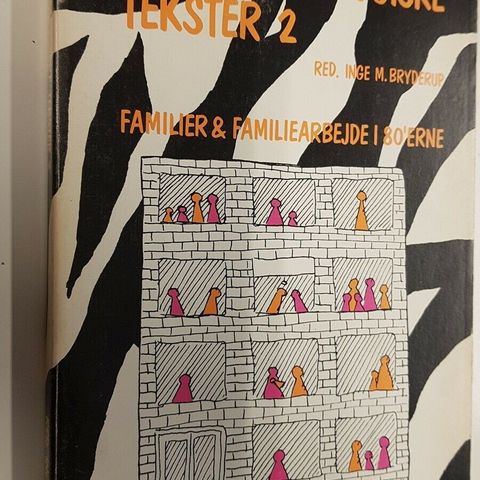 TEKSTER 2
RED. INGE M. BRYDERUP
FAMILIER & FAMILIEARBEJDE I 80'ERNE